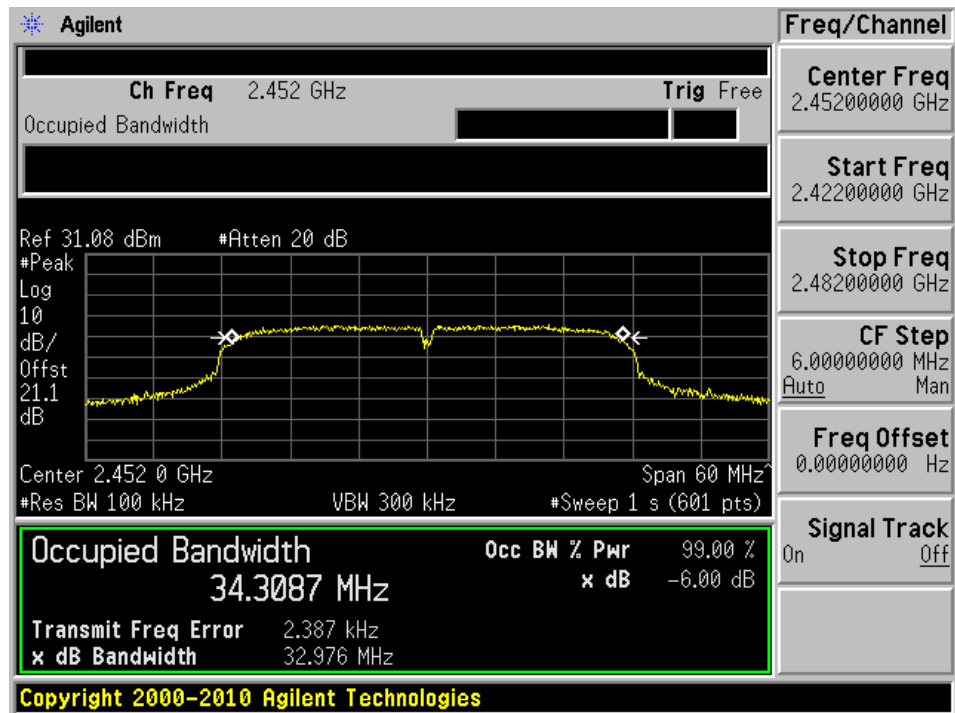 Agilent
Freq/Channel
Ch Freq 2.452 GHz Trig Free
Occupied Bandwidth
Center Freq
2.45200000 GHz
Start Freq
2.42200000 GHz
Stop Freq
2.48200000 GHz
CF Step
6.00000000 MHz
Auto Man
Freq Offset
0.00000000 Hz
Signal Track
On Off
Ref 31.08 dBm #Atten 20 dB
#Peak
Log
10
dB/
Offst
21.1
dB
Center 2.452 0 GHz Span 60 MHz^
#Res BW 100 kHz VBW 300 kHz #Sweep 1 s (601 pts)
Occupied Bandwidth Occ BW % Pwr 99.00 %
34.3087 MHz x dB -6.00 dB
Transmit Freq Error 2.387 kHz
x dB Bandwidth 32.976 MHz
Copyright 2000-2010 Agilent Technologies